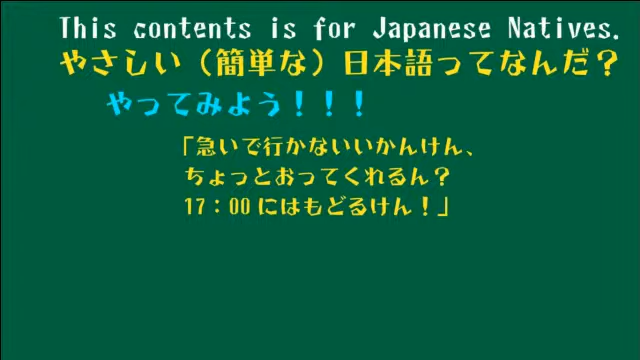 This contents is for Japanese Natives.
やさしい（簡単な）日本語ってなんだ？
やってみよう！！！
「急いで行かないいかんけん、
ちょっとおってくれるん？
17：00にはもどるけん！」